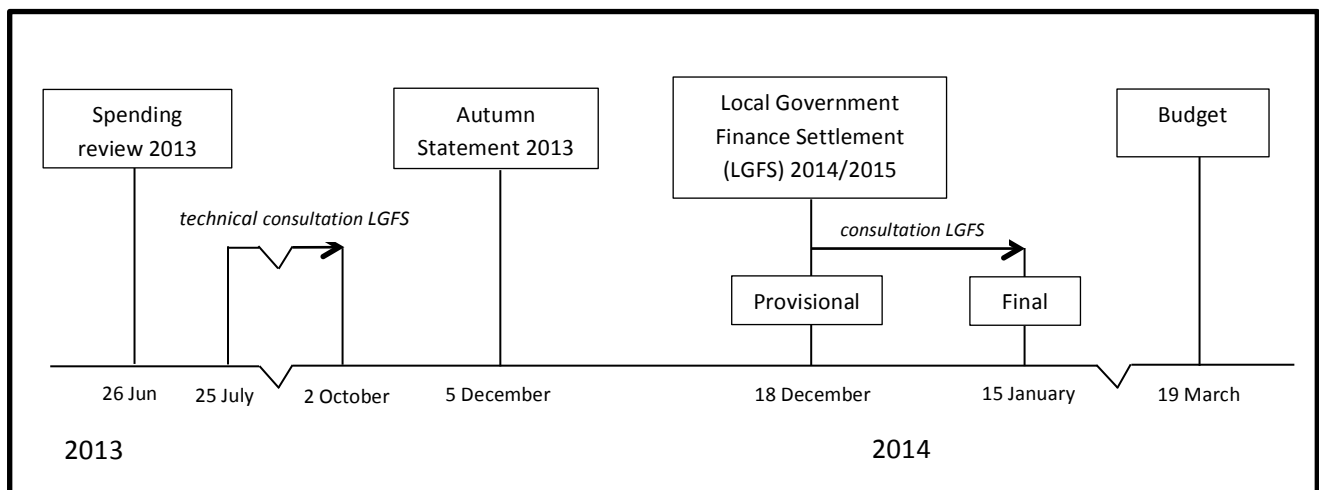 Spending
review 2013
Autumn
Statement 2013
Local Government
Finance Settlement
(LGFS) 2014/2015
Budget
technical consultation LGFS
consultation LGFS
Provisional
Final
26 Jun
25 July
2 October
5 December
18 December
15 January
19 March
2013
2014